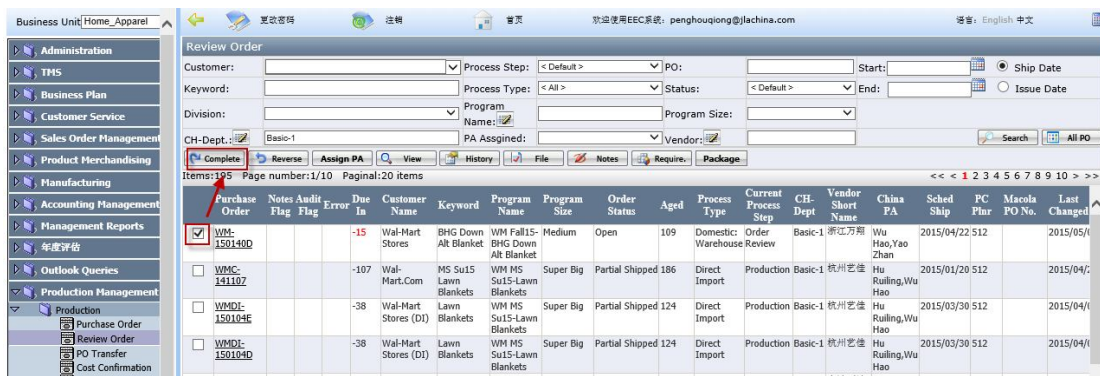 Business Unit Home_Apparel
更改密码 注销 首页 欢迎使用EEC系统: penghouqiong@jlachina.com 语言: English 中文
Administration
TMS
Business Plan
Customer Service
Sales Order Management
Product Merchandising
Manufacturing
Accounting Management
Management Reports
年度评估
Outlook Queries
Production Management
Production
Purchase Order
Review Order
PO Transfer
Cost Confirmation
Review Order
Customer: Process Step: < Default > PO: Start: Ship Date
Keyword: Process Type: < All > Status: < Default > End: Issue Date
Division: Program Name: Program Size:
CH-Dept.: Basic-1 PA Assgined: Vendor: Search All PO
Complete Reverse Assign PA View History File Notes Require. Package
Items:195 Page number:1/10 Paginal:20 items << < 1 2 3 4 5 6 7 8 9 10 > >>
Purchase Order Notes Flag Audit Flag Error Due In Customer Name Keyword Program Name Program Size Order Status Aged Process Type Current Process Step CH-Dept Vendor Short Name China PA Sched Ship PC Plnr Macola PO No. Last Changed
WM-150140D -15 Wal-Mart Stores BHG Down Alt Blanket WM Fall15-BHG Down Alt Blanket Medium Open 109 Domestic: Warehouse Order Review Basic-1 浙江万翔 Wu Hao,Yao Zhan 2015/04/22 512 2015/05/
WMC-141107 -107 Wal-Mart.Com MS Su15 Lawn Blankets WM MS Su15-Lawn Blankets Super Big Partial Shipped 186 Direct Import Production Basic-1 杭州艺佳 Hu Ruiling,Wu Hao 2015/01/20 512 2015/04/
WMDI-150104E -38 Wal-Mart Stores (DI) Lawn Blankets WM MS Su15-Lawn Blankets Super Big Partial Shipped 124 Direct Import Production Basic-1 杭州艺佳 Hu Ruiling,Wu Hao 2015/03/30 512 2015/04/
WMDI-150104D -38 Wal-Mart Stores (DI) Lawn Blankets WM MS Su15-Lawn Blankets Super Big Partial Shipped 124 Direct Import Production Basic-1 杭州艺佳 Hu Ruiling,Wu Hao 2015/03/30 512 2015/04/